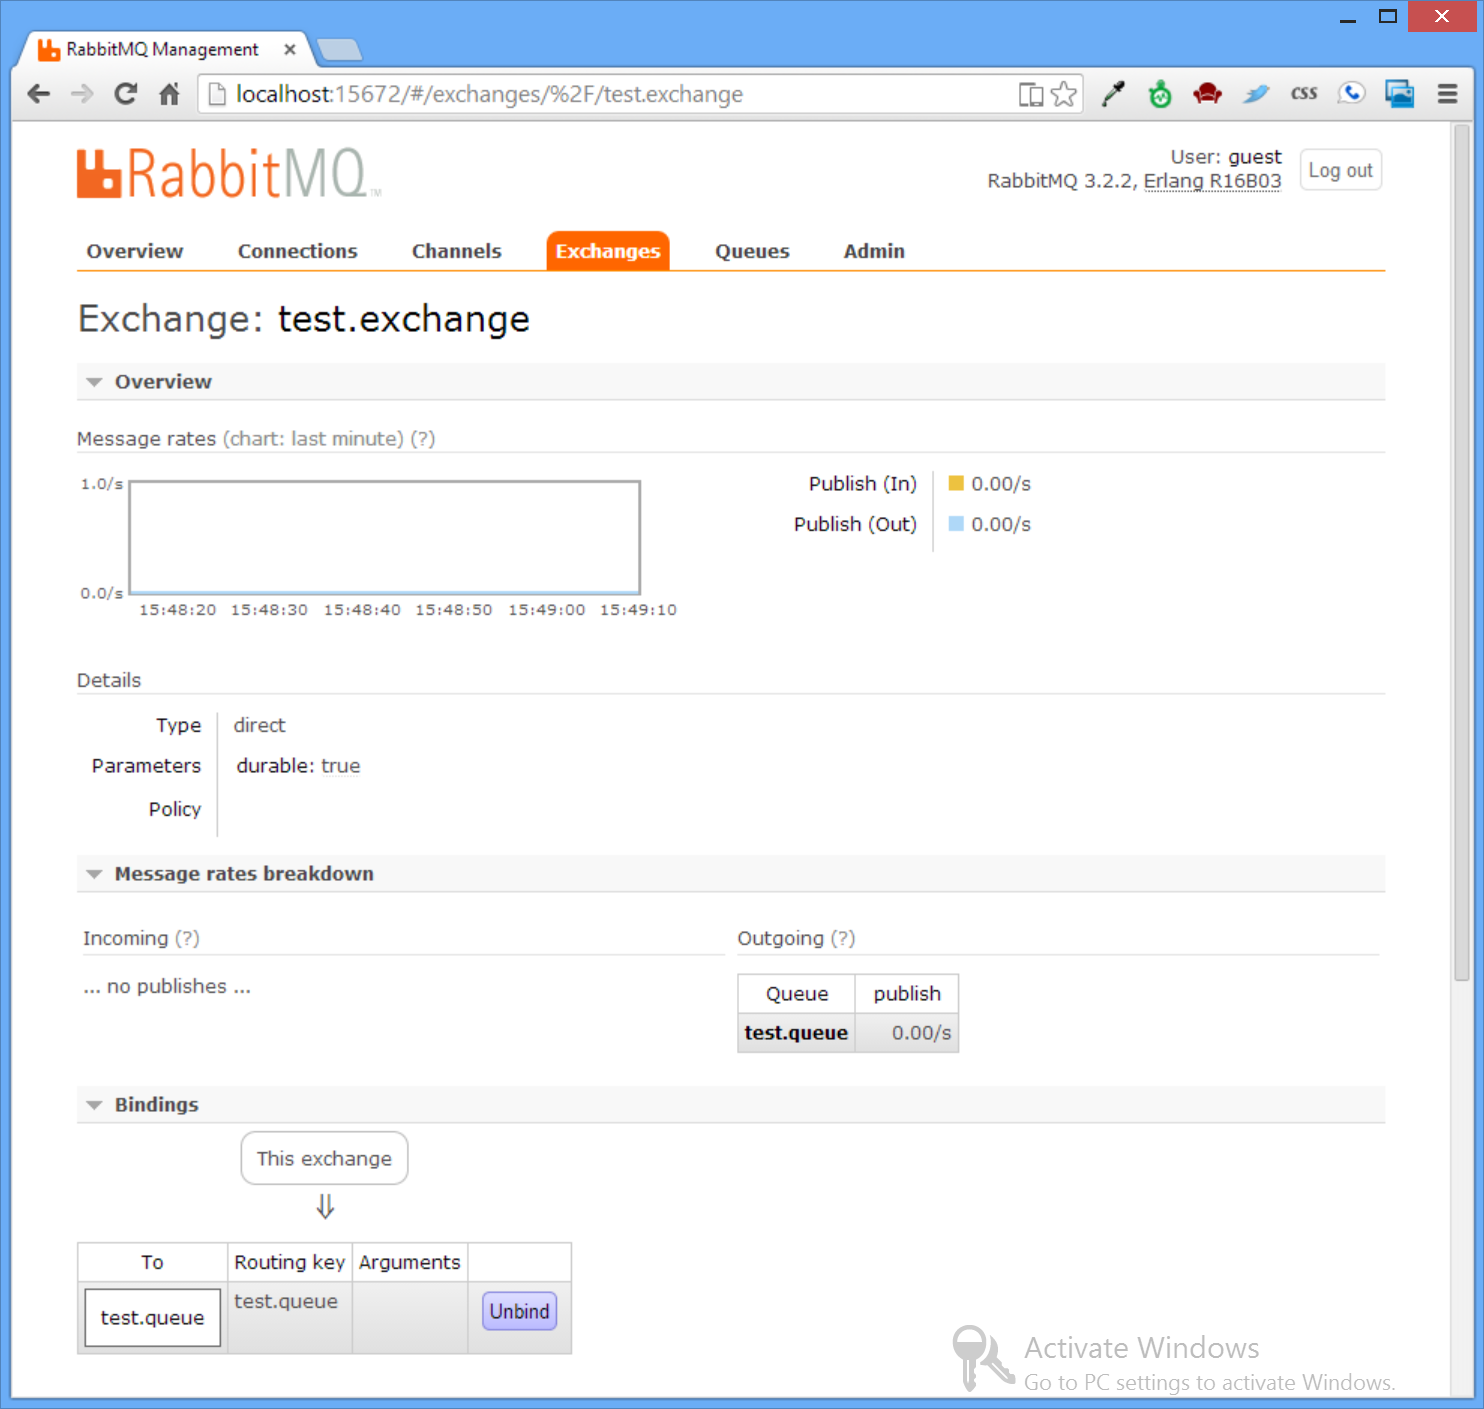 RabbitMQ Management
localhost:15672/#/exchanges/%2F/test.exchange
css
RabbitMQ™
User: guest
RabbitMQ 3.2.2, Erlang R16B03
Log out
Overview Connections Channels Exchanges Queues Admin
Exchange: test.exchange
Overview
Message rates (chart: last minute) (?)
1.0/s
0.0/s
15:48:20 15:48:30 15:48:40 15:48:50 15:49:00 15:49:10
Publish (In) 0.00/s
Publish (Out) 0.00/s
Details
Type direct
Parameters durable: true
Policy
Message rates breakdown
Incoming (?)
... no publishes ...
Outgoing (?)
Queue publish
test.queue 0.00/s
Bindings
This exchange
⇓
To Routing key Arguments
test.queue test.queue Unbind
Activate Windows
Go to PC settings to activate Windows.